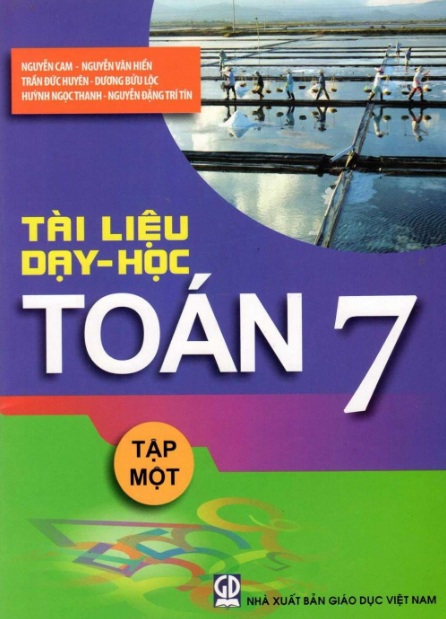 NGUYỄN CAM - NGUYỄN VĂN HIẾN
TRẦN ĐỨC HUYÊN - DƯƠNG BỬU LỘC
HUỲNH NGỌC THANH - NGUYỄN ĐẶNG TRÍ TÍN
TÀI LIỆU
DẠY-HỌC
TOÁN 7
TẬP
MỘT
GD
NHÀ XUẤT BẢN GIÁO DỤC VIỆT NAM